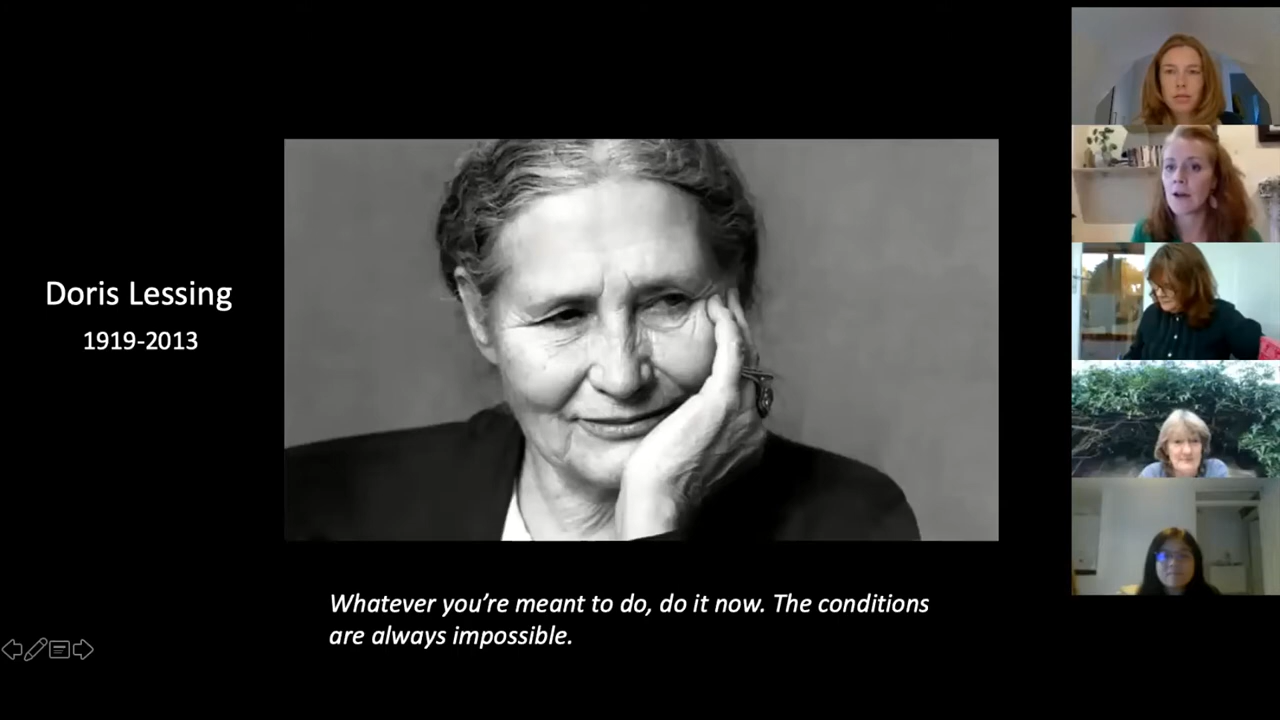 Doris Lessing
1919-2013
Whatever you're meant to do, do it now. The conditions
are always impossible.